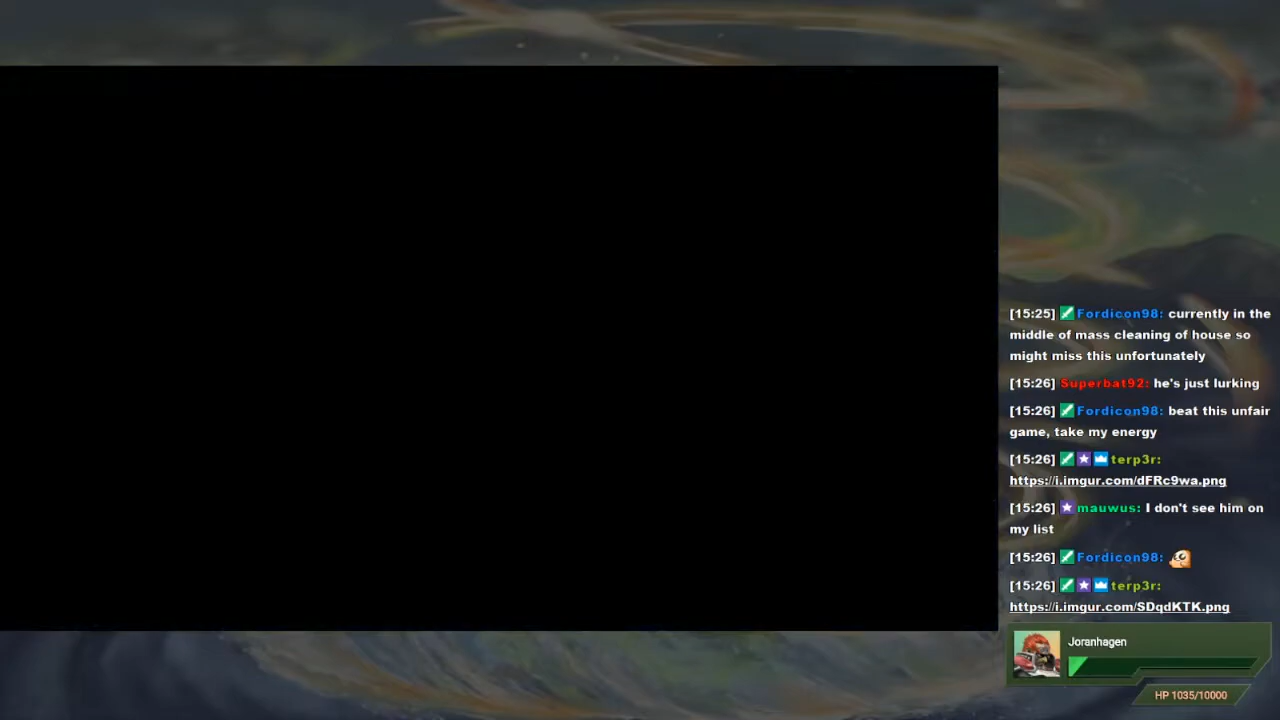 [15:25] Fordicon98: currently in the
middle of mass cleaning of house so
might miss this unfortunately
[15:26] Superbat92: he's just lurking
[15:26] Fordicon98: beat this unfair
game, take my energy
[15:26] terp3r:
https://i.imgur.com/dFRc9wa.png
[15:26] mauwus: I don't see him on
my list
[15:26] Fordicon98:
[15:26] terp3r:
https://i.imgur.com/SDqdKTK.png
Joranhagen
HP 1035/10000